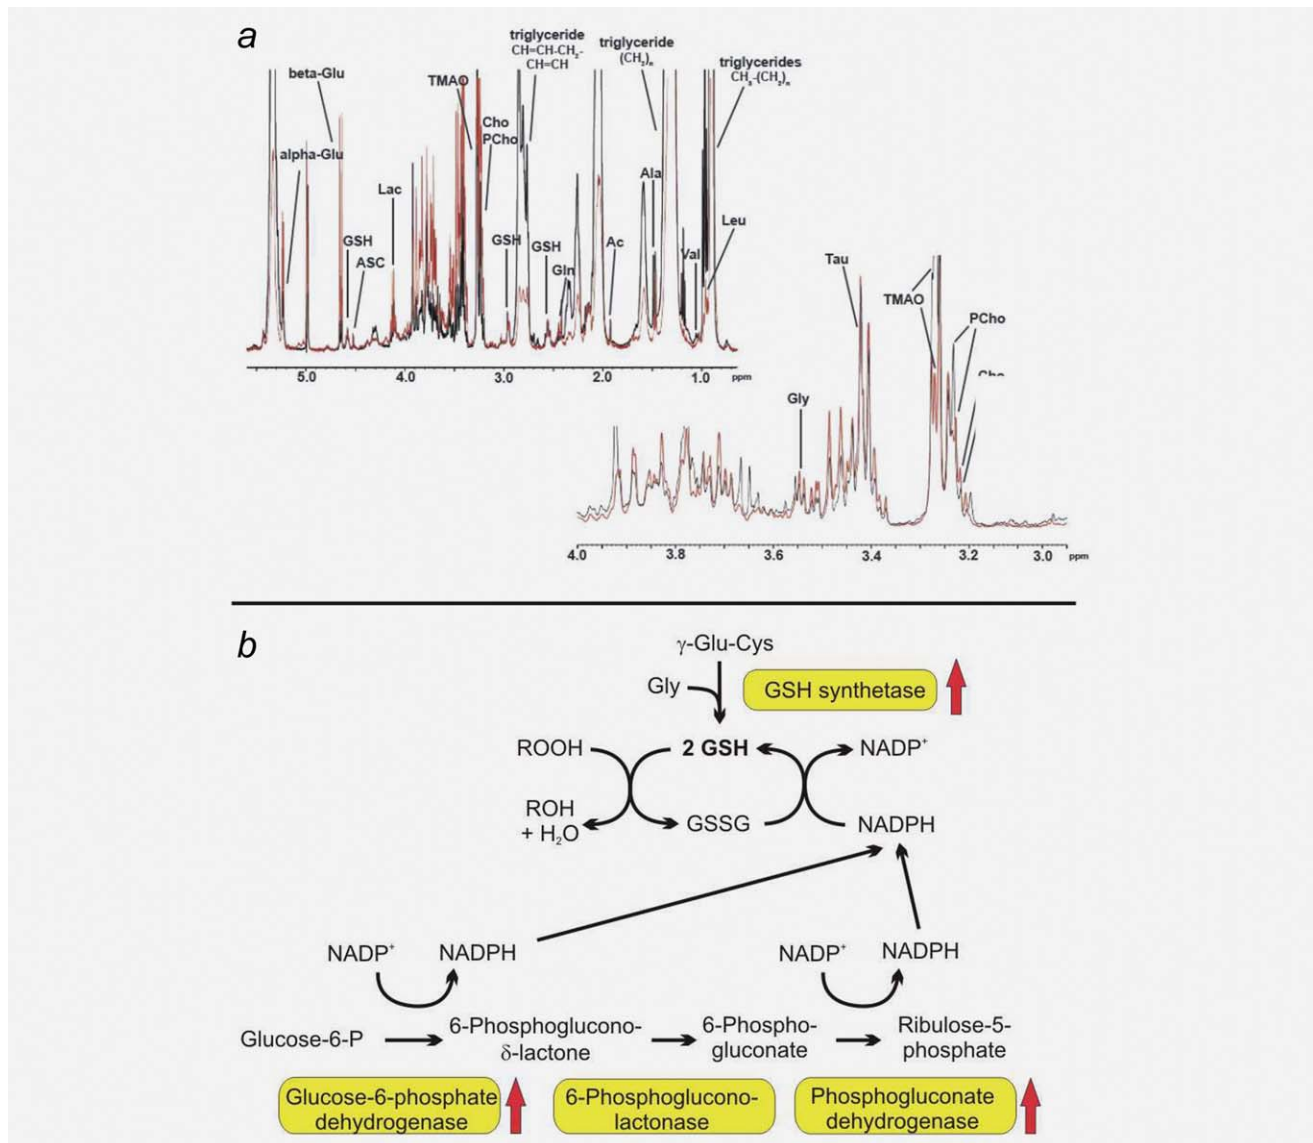 a
triglyceride
CH=CH-CH₂-
CH=CH
triglyceride
(CH₂)ₙ
triglycerides
CH₃-(CH₂)ₙ
beta-Glu
TMAO
Cho
PCho
alpha-Glu
Lac
Ala
GSH
ASC
GSH
GSH
Gln
Ac
Val
Leu
5.0 4.0 3.0 2.0 1.0 ppm
Tau
TMAO
PCho
Gly
4.0 3.8 3.6 3.4 3.2 3.0 ppm
b
γ-Glu-Cys
Gly
GSH synthetase
ROOH 2 GSH NADP⁺
ROH
+ H₂O
GSSG NADPH
NADP⁺ NADPH NADP⁺ NADPH
Glucose-6-P
6-Phosphoglucono-
δ-lactone
6-Phospho-
gluconate
Ribulose-5-
phosphate
Glucose-6-phosphate
dehydrogenase
6-Phosphoglucono-
lactonase
Phosphogluconate
dehydrogenase